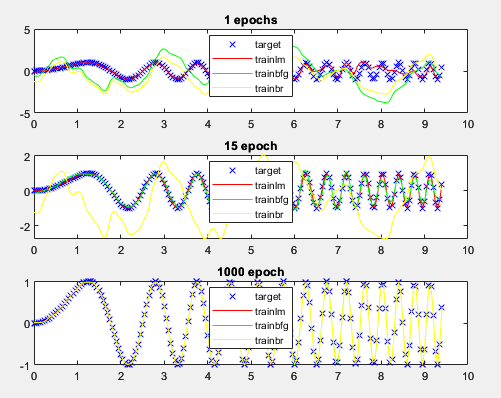 1 epochs
5
0
-5
target
trainlm
trainbfg
trainbr
0 1 2 3 4 5 6 7 8 9 10
15 epoch
2
0
-2
target
trainlm
trainbfg
trainbr
0 1 2 3 4 5 6 7 8 9 10
1000 epoch
1
0
-1
target
trainlm
trainbfg
trainbr
0 1 2 3 4 5 6 7 8 9 10